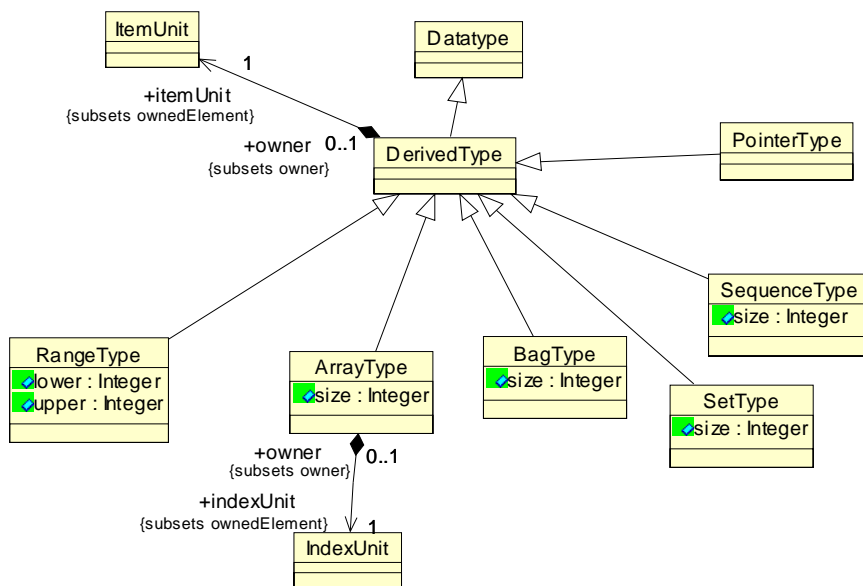 ItemUnit
Datatype
1
+itemUnit
{subsets ownedElement}
+owner
0..1
{subsets owner}
DerivedType
PointerType
SequenceType
size : Integer
RangeType
lower : Integer
upper : Integer
ArrayType
size : Integer
BagType
size : Integer
SetType
size : Integer
+owner
0..1
{subsets owner}
+indexUnit
{subsets ownedElement}
1
IndexUnit